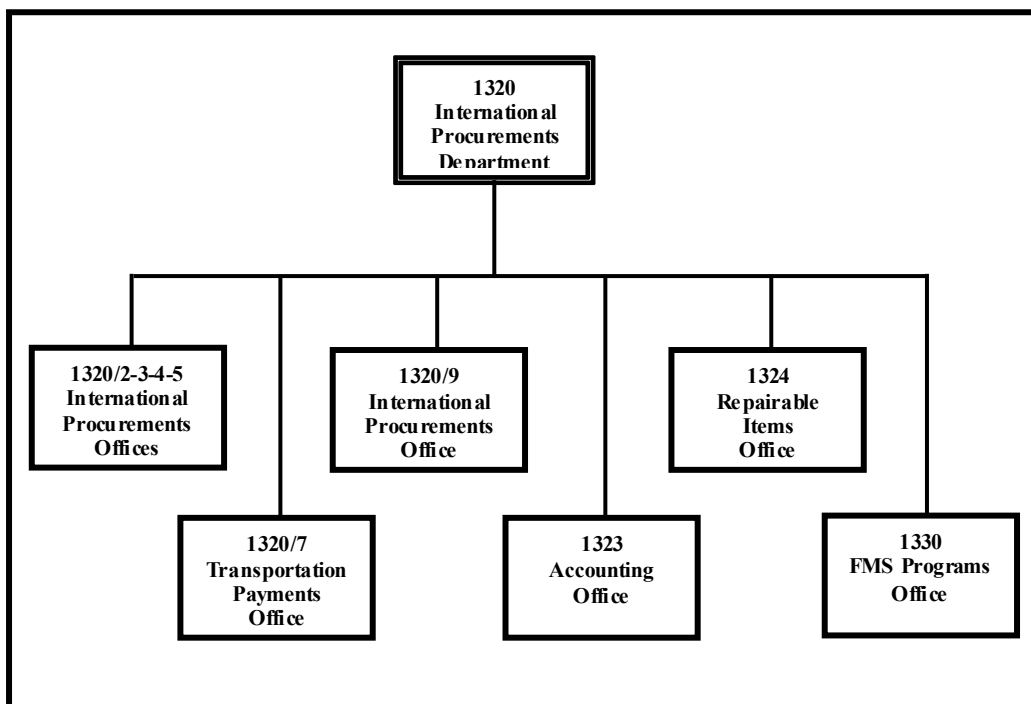 1320
International
Procurements
Department
1320/2-3-4-5
International
Procurements
Offices
1320/9
International
Procurements
Office
1324
Repairable
Items
Office
1320/7
Transportation
Payments
Office
1323
Accounting
Office
1330
FMS Programs
Office